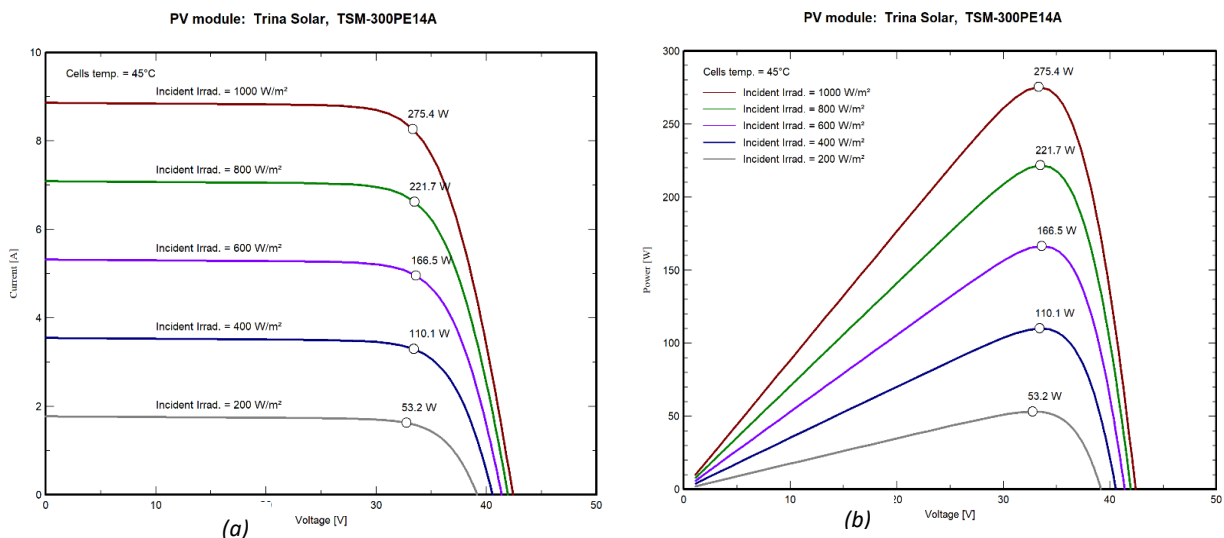 PV module: Trina Solar, TSM-300PE14A
10
8
6
4
2
0
Current [A]
Cells temp. = 45°C
Incident Irrad. = 1000 W/m²
275.4 W
Incident Irrad. = 800 W/m²
221.7 W
Incident Irrad. = 600 W/m²
166.5 W
Incident Irrad. = 400 W/m²
110.1 W
Incident Irrad. = 200 W/m²
53.2 W
0 10 20 30 40 50
Voltage [V]
(a)
PV module: Trina Solar, TSM-300PE14A
300
250
200
150
100
50
0
Power [W]
Cells temp. = 45°C
Incident Irrad. = 1000 W/m²
Incident Irrad. = 800 W/m²
Incident Irrad. = 600 W/m²
Incident Irrad. = 400 W/m²
Incident Irrad. = 200 W/m²
275.4 W
221.7 W
166.5 W
110.1 W
53.2 W
0 10 20 30 40 50
Voltage [V]
(b)